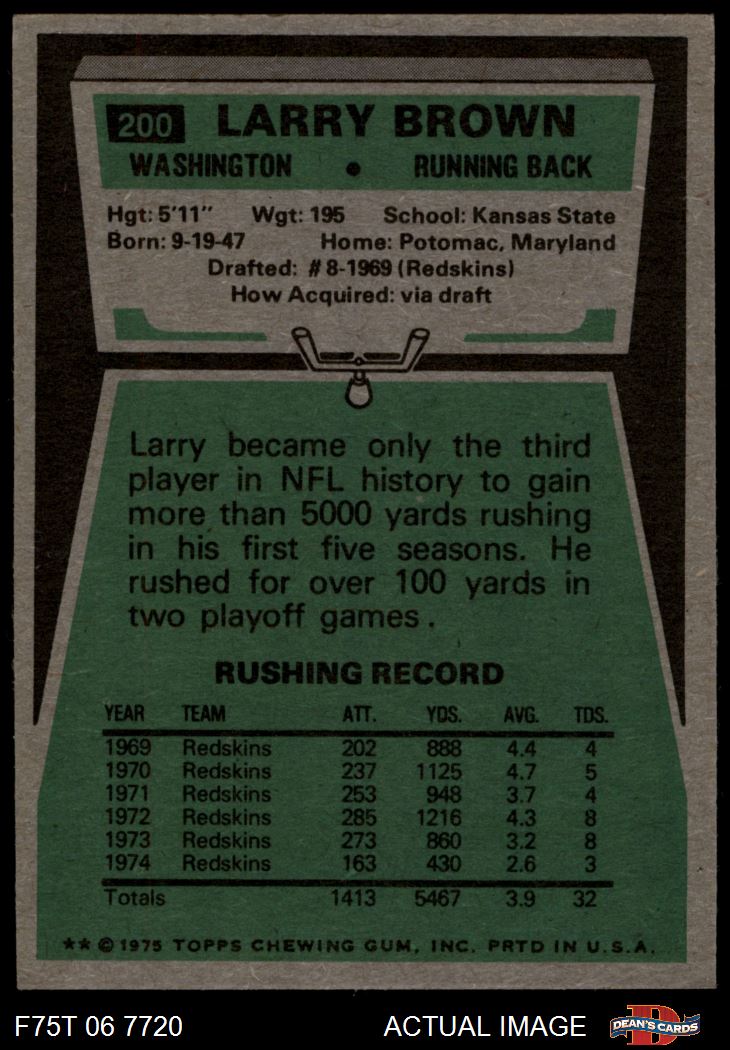 200 LARRY BROWN
WASHINGTON • RUNNING BACK
Hgt: 5'11" Wgt: 195 School: Kansas State
Born: 9-19-47 Home: Potomac, Maryland
Drafted: #8-1969 (Redskins)
How Acquired: via draft
Larry became only the third
player in NFL history to gain
more than 5000 yards rushing
in his first five seasons. He
rushed for over 100 yards in
two playoff games.
RUSHING RECORD
YEAR TEAM ATT. YDS. AVG. TDS.
1969 Redskins 202 888 4.4 4
1970 Redskins 237 1125 4.7 5
1971 Redskins 253 948 3.7 4
1972 Redskins 285 1216 4.3 8
1973 Redskins 273 860 3.2 8
1974 Redskins 163 430 2.6 3
Totals 1413 5467 3.9 32
** © 1975 TOPPS CHEWING GUM, INC. PRTD IN U.S.A.
F75T 06 7720 ACTUAL IMAGE D DEAN'S CARDS